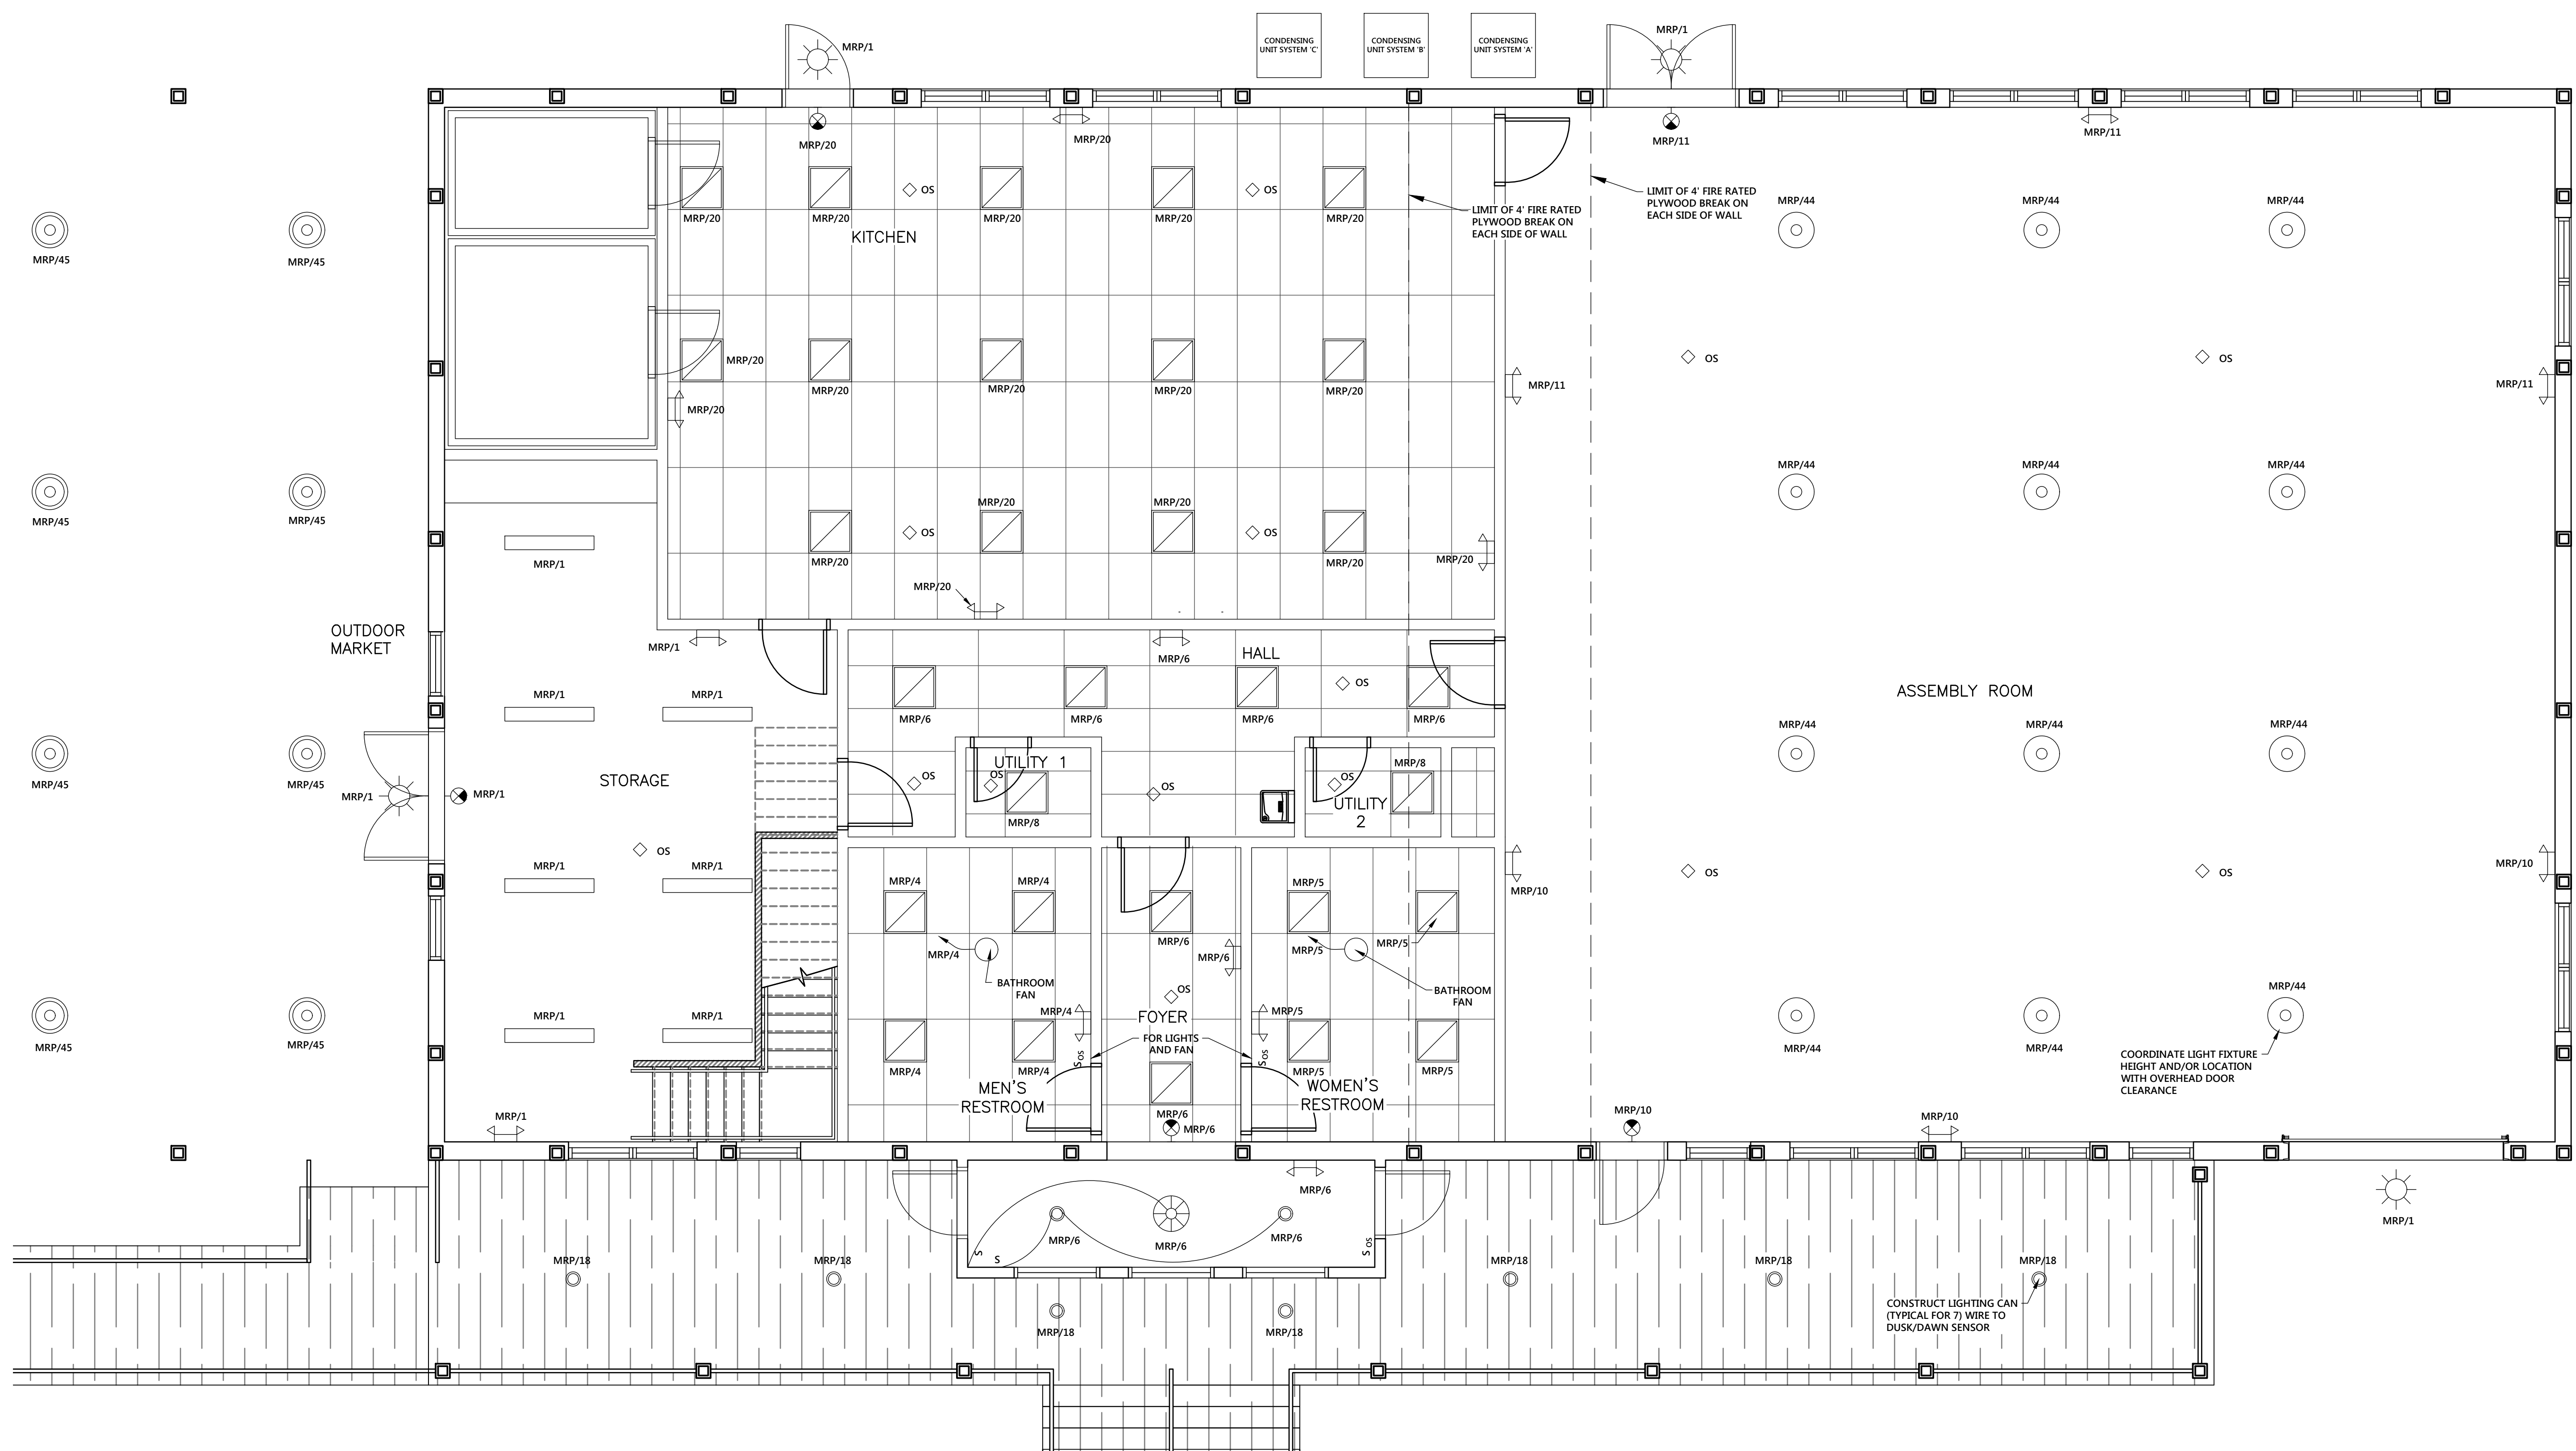 CONDENSING
UNIT SYSTEM 'C'
CONDENSING
UNIT SYSTEM 'B'
CONDENSING
UNIT SYSTEM 'A'
MRP/1
MRP/1
MRP/20
MRP/20
MRP/11
MRP/11
OS
OS
MRP/20
MRP/20
MRP/20
MRP/20
MRP/20
KITCHEN
LIMIT OF 4' FIRE RATED
PLYWOOD BREAK ON
EACH SIDE OF WALL
LIMIT OF 4' FIRE RATED
PLYWOOD BREAK ON
EACH SIDE OF WALL
MRP/44
MRP/44
MRP/44
MRP/45
MRP/45
MRP/20
MRP/20
MRP/20
MRP/20
MRP/20
MRP/20
OS
OS
MRP/11
MRP/11
MRP/44
MRP/44
MRP/44
MRP/45
MRP/45
MRP/20
MRP/20
OS
OS
MRP/20
MRP/20
MRP/20
MRP/20
MRP/1
OUTDOOR
MARKET
MRP/1
MRP/6
HALL
OS
MRP/1
MRP/1
MRP/6
MRP/6
MRP/6
MRP/6
ASSEMBLY ROOM
MRP/44
MRP/44
MRP/44
MRP/45
MRP/45
MRP/1
MRP/1
STORAGE
OS
OS
UTILITY 1
OS
MRP/8
OS
OS
MRP/8
UTILITY
2
MRP/8
OS
OS
MRP/1
MRP/1
MRP/4
MRP/4
MRP/5
MRP/10
MRP/10
MRP/6
MRP/4
MRP/6
MRP/5
MRP/5
BATHROOM
FAN
OS
BATHROOM
FAN
MRP/44
MRP/1
MRP/1
MRP/4
FOYER
MRP/5
FOR LIGHTS
AND FAN
S OS
S OS
MRP/45
MRP/45
MRP/44
MRP/44
COORDINATE LIGHT FIXTURE
HEIGHT AND/OR LOCATION
WITH OVERHEAD DOOR
CLEARANCE
MRP/4
MRP/4
MRP/5
MRP/5
MEN'S
RESTROOM
WOMEN'S
RESTROOM
MRP/1
MRP/6
MRP/6
MRP/10
MRP/10
MRP/6
MRP/1
MRP/6
MRP/6
MRP/6
S
S
S OS
MRP/18
MRP/18
MRP/18
MRP/18
MRP/18
CONSTRUCT LIGHTING CAN
(TYPICAL FOR 7) WIRE TO
DUSK/DAWN SENSOR
MRP/18
MRP/18